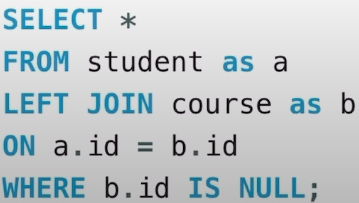 SELECT *
FROM student as a
LEFT JOIN course as b
ON a.id = b.id
WHERE b.id IS NULL;